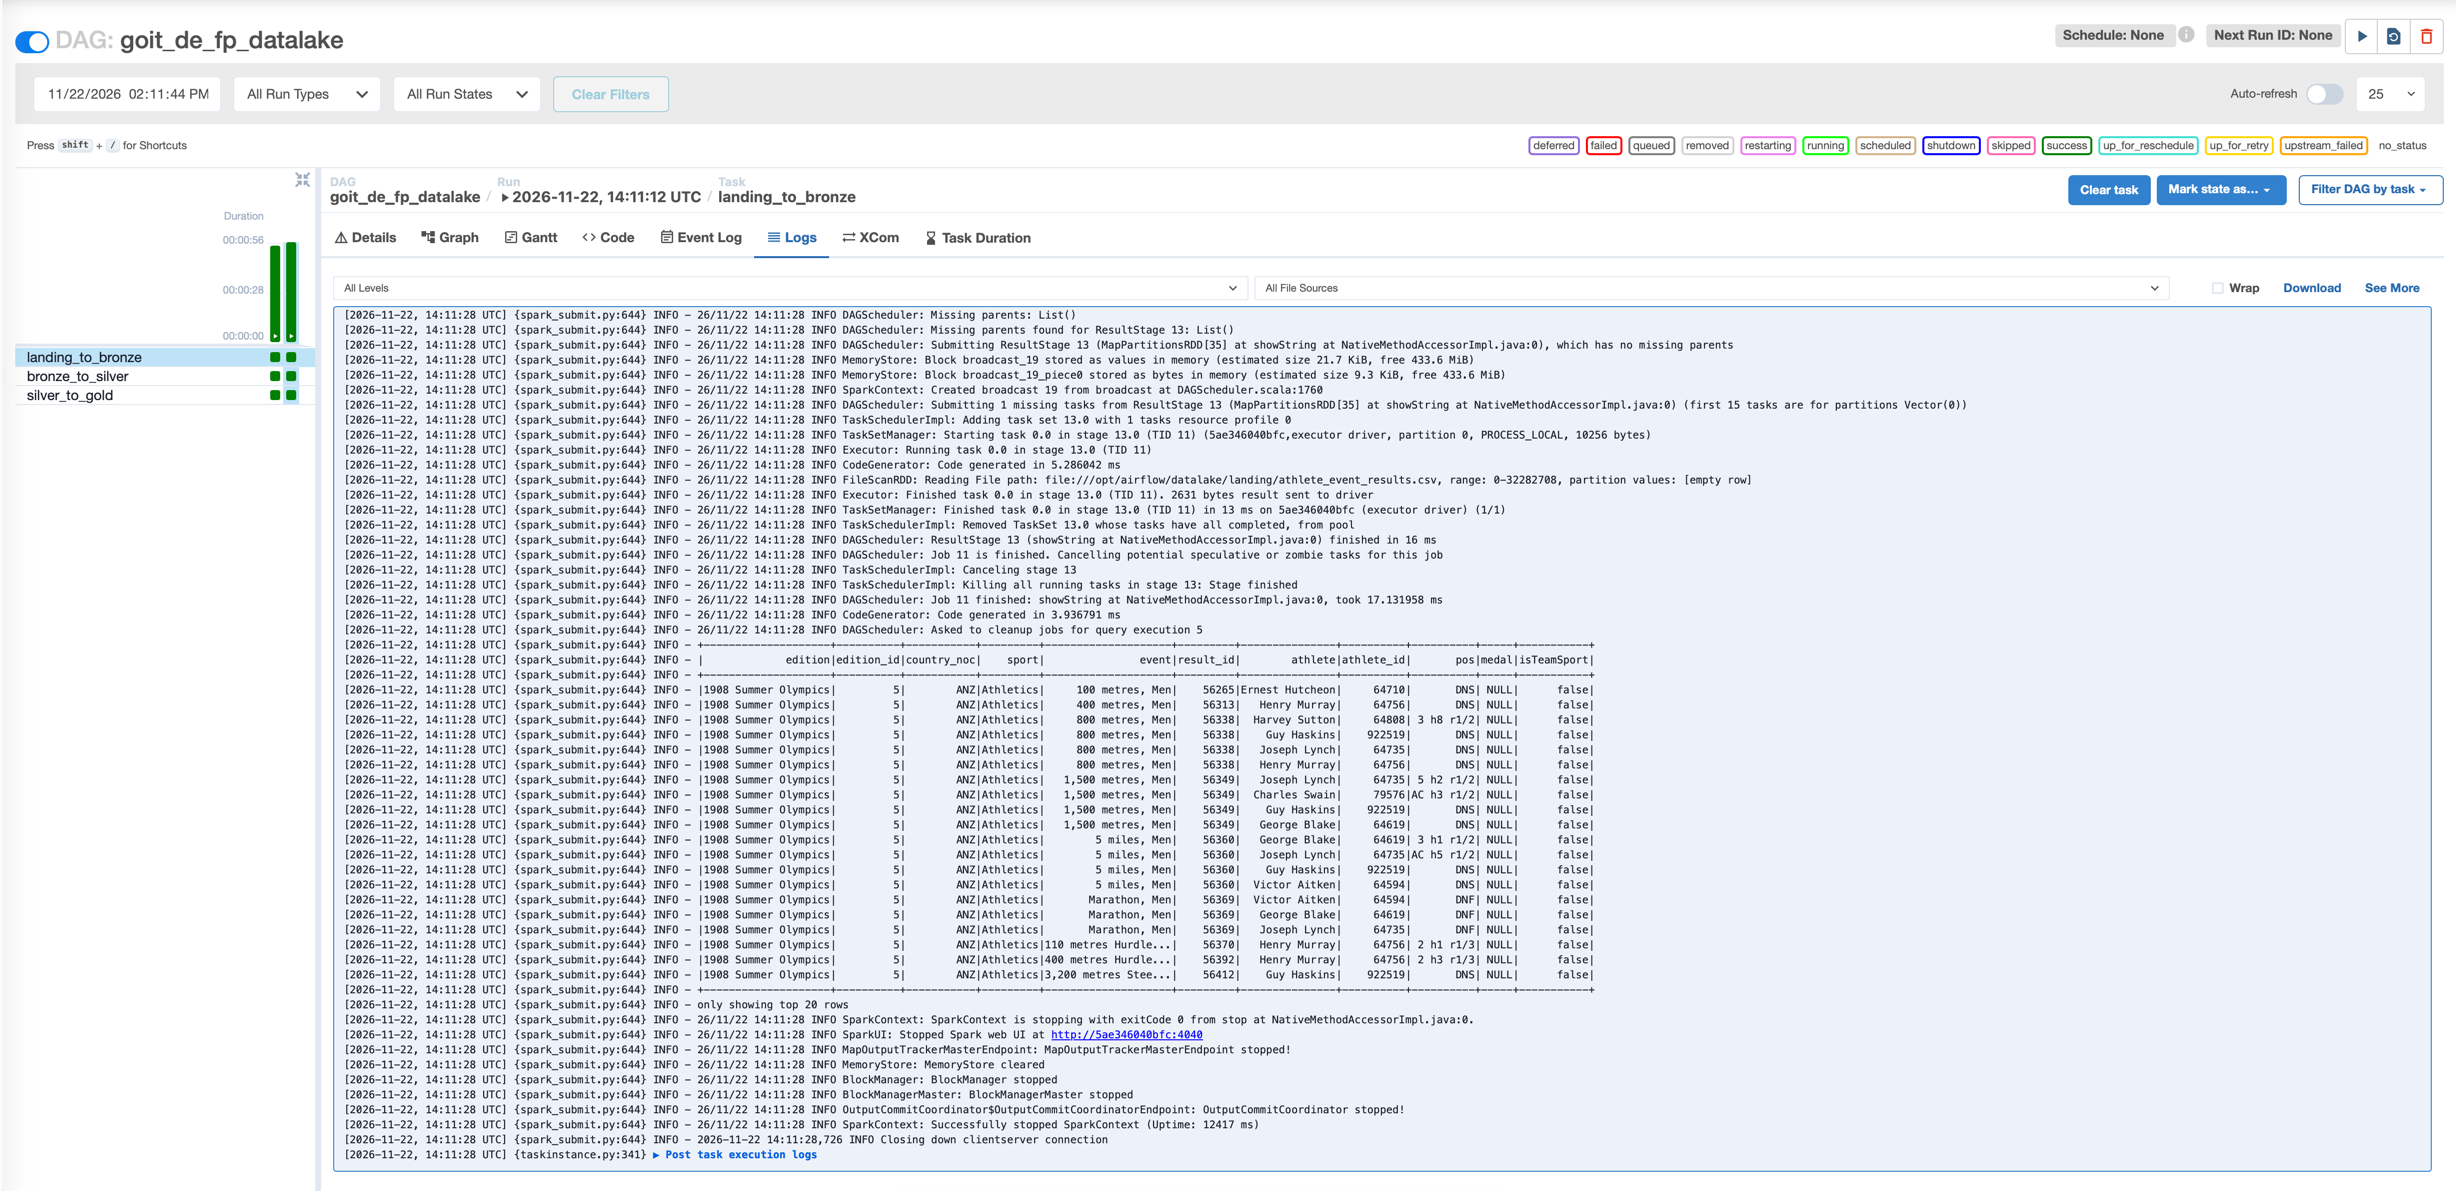 DAG: goit_de_fp_datalake
Schedule: None
Next Run ID: None
11/22/2026 02:11:44 PM
All Run Types
All Run States
Clear Filters
Auto-refresh
25
Press shift + / for Shortcuts
deferred failed queued removed restarting running scheduled shutdown skipped success up_for_reschedule up_for_retry upstream_failed no_status
Duration
00:00:56
00:00:28
00:00:00
landing_to_bronze
bronze_to_silver
silver_to_gold
DAG Run Task
goit_de_fp_datalake / 2026-11-22, 14:11:12 UTC / landing_to_bronze
Clear task
Mark state as...
Filter DAG by task
Details Graph Gantt Code Event Log Logs XCom Task Duration
All Levels
All File Sources
Wrap
Download
See More
[2026-11-22, 14:11:28 UTC] {spark_submit.py:644} INFO - 26/11/22 14:11:28 INFO DAGScheduler: Missing parents: List()
[2026-11-22, 14:11:28 UTC] {spark_submit.py:644} INFO - 26/11/22 14:11:28 INFO DAGScheduler: Missing parents found for ResultStage 13: List()
[2026-11-22, 14:11:28 UTC] {spark_submit.py:644} INFO - 26/11/22 14:11:28 INFO DAGScheduler: Submitting ResultStage 13 (MapPartitionsRDD[35] at showString at NativeMethodAccessorImpl.java:0), which has no missing parents
[2026-11-22, 14:11:28 UTC] {spark_submit.py:644} INFO - 26/11/22 14:11:28 INFO MemoryStore: Block broadcast_19 stored as values in memory (estimated size 21.7 KiB, free 433.6 MiB)
[2026-11-22, 14:11:28 UTC] {spark_submit.py:644} INFO - 26/11/22 14:11:28 INFO MemoryStore: Block broadcast_19_piece0 stored as bytes in memory (estimated size 9.3 KiB, free 433.6 MiB)
[2026-11-22, 14:11:28 UTC] {spark_submit.py:644} INFO - 26/11/22 14:11:28 INFO SparkContext: Created broadcast 19 from broadcast at DAGScheduler.scala:1760
[2026-11-22, 14:11:28 UTC] {spark_submit.py:644} INFO - 26/11/22 14:11:28 INFO DAGScheduler: Submitting 1 missing tasks from ResultStage 13 (MapPartitionsRDD[35] at showString at NativeMethodAccessorImpl.java:0) (first 15 tasks are for partitions Vector(0))
[2026-11-22, 14:11:28 UTC] {spark_submit.py:644} INFO - 26/11/22 14:11:28 INFO TaskSchedulerImpl: Adding task set 13.0 with 1 tasks resource profile 0
[2026-11-22, 14:11:28 UTC] {spark_submit.py:644} INFO - 26/11/22 14:11:28 INFO TaskSetManager: Starting task 0.0 in stage 13.0 (TID 11) (5ae346040bfc,executor driver, partition 0, PROCESS_LOCAL, 10256 bytes)
[2026-11-22, 14:11:28 UTC] {spark_submit.py:644} INFO - 26/11/22 14:11:28 INFO Executor: Running task 0.0 in stage 13.0 (TID 11)
[2026-11-22, 14:11:28 UTC] {spark_submit.py:644} INFO - 26/11/22 14:11:28 INFO CodeGenerator: Code generated in 5.286042 ms
[2026-11-22, 14:11:28 UTC] {spark_submit.py:644} INFO - 26/11/22 14:11:28 INFO FileScanRDD: Reading File path: file:///opt/airflow/datalake/landing/athlete_event_results.csv, range: 0-32282708, partition values: [empty row]
[2026-11-22, 14:11:28 UTC] {spark_submit.py:644} INFO - 26/11/22 14:11:28 INFO Executor: Finished task 0.0 in stage 13.0 (TID 11). 2631 bytes result sent to driver
[2026-11-22, 14:11:28 UTC] {spark_submit.py:644} INFO - 26/11/22 14:11:28 INFO TaskSetManager: Finished task 0.0 in stage 13.0 (TID 11) in 13 ms on 5ae346040bfc (executor driver) (1/1)
[2026-11-22, 14:11:28 UTC] {spark_submit.py:644} INFO - 26/11/22 14:11:28 INFO TaskSchedulerImpl: Removed TaskSet 13.0 whose tasks have all completed, from pool
[2026-11-22, 14:11:28 UTC] {spark_submit.py:644} INFO - 26/11/22 14:11:28 INFO DAGScheduler: ResultStage 13 (showString at NativeMethodAccessorImpl.java:0) finished in 16 ms
[2026-11-22, 14:11:28 UTC] {spark_submit.py:644} INFO - 26/11/22 14:11:28 INFO DAGScheduler: Job 11 is finished. Cancelling potential speculative or zombie tasks for this job
[2026-11-22, 14:11:28 UTC] {spark_submit.py:644} INFO - 26/11/22 14:11:28 INFO TaskSchedulerImpl: Canceling stage 13
[2026-11-22, 14:11:28 UTC] {spark_submit.py:644} INFO - 26/11/22 14:11:28 INFO TaskSchedulerImpl: Killing all running tasks in stage 13: Stage finished
[2026-11-22, 14:11:28 UTC] {spark_submit.py:644} INFO - 26/11/22 14:11:28 INFO DAGScheduler: Job 11 finished: showString at NativeMethodAccessorImpl.java:0, took 17.131958 ms
[2026-11-22, 14:11:28 UTC] {spark_submit.py:644} INFO - 26/11/22 14:11:28 INFO CodeGenerator: Code generated in 3.936791 ms
[2026-11-22, 14:11:28 UTC] {spark_submit.py:644} INFO - 26/11/22 14:11:28 INFO DAGScheduler: Asked to cleanup jobs for query execution 5
[2026-11-22, 14:11:28 UTC] {spark_submit.py:644} INFO - +-------------------+----------+-----------+---------+--------------------+---------+---------------+----------+----------+-----+-----------+
[2026-11-22, 14:11:28 UTC] {spark_submit.py:644} INFO - | edition|edition_id|country_noc| sport| event|result_id| athlete|athlete_id| pos|medal|isTeamSport|
[2026-11-22, 14:11:28 UTC] {spark_submit.py:644} INFO - +-------------------+----------+-----------+---------+--------------------+---------+---------------+----------+----------+-----+-----------+
[2026-11-22, 14:11:28 UTC] {spark_submit.py:644} INFO - |1908 Summer Olympics| 5| ANZ|Athletics| 100 metres, Men| 56265|Ernest Hutcheon| 64710| DNS| NULL| false|
[2026-11-22, 14:11:28 UTC] {spark_submit.py:644} INFO - |1908 Summer Olympics| 5| ANZ|Athletics| 400 metres, Men| 56313| Henry Murray| 64756| DNS| NULL| false|
[2026-11-22, 14:11:28 UTC] {spark_submit.py:644} INFO - |1908 Summer Olympics| 5| ANZ|Athletics| 800 metres, Men| 56338| Harvey Sutton| 64808| 3 h8 r1/2| NULL| false|
[2026-11-22, 14:11:28 UTC] {spark_submit.py:644} INFO - |1908 Summer Olympics| 5| ANZ|Athletics| 800 metres, Men| 56338| Guy Haskins| 922519| DNS| NULL| false|
[2026-11-22, 14:11:28 UTC] {spark_submit.py:644} INFO - |1908 Summer Olympics| 5| ANZ|Athletics| 800 metres, Men| 56338| Joseph Lynch| 64735| DNS| NULL| false|
[2026-11-22, 14:11:28 UTC] {spark_submit.py:644} INFO - |1908 Summer Olympics| 5| ANZ|Athletics| 800 metres, Men| 56338| Henry Murray| 64756| DNS| NULL| false|
[2026-11-22, 14:11:28 UTC] {spark_submit.py:644} INFO - |1908 Summer Olympics| 5| ANZ|Athletics| 1,500 metres, Men| 56349| Joseph Lynch| 64735| 5 h2 r1/2| NULL| false|
[2026-11-22, 14:11:28 UTC] {spark_submit.py:644} INFO - |1908 Summer Olympics| 5| ANZ|Athletics| 1,500 metres, Men| 56349| Charles Swain| 79576|AC h3 r1/2| NULL| false|
[2026-11-22, 14:11:28 UTC] {spark_submit.py:644} INFO - |1908 Summer Olympics| 5| ANZ|Athletics| 1,500 metres, Men| 56349| Guy Haskins| 922519| DNS| NULL| false|
[2026-11-22, 14:11:28 UTC] {spark_submit.py:644} INFO - |1908 Summer Olympics| 5| ANZ|Athletics| 1,500 metres, Men| 56349| George Blake| 64619| DNS| NULL| false|
[2026-11-22, 14:11:28 UTC] {spark_submit.py:644} INFO - |1908 Summer Olympics| 5| ANZ|Athletics| 5 miles, Men| 56360| George Blake| 64619| 3 h1 r1/2| NULL| false|
[2026-11-22, 14:11:28 UTC] {spark_submit.py:644} INFO - |1908 Summer Olympics| 5| ANZ|Athletics| 5 miles, Men| 56360| Joseph Lynch| 64735|AC h5 r1/2| NULL| false|
[2026-11-22, 14:11:28 UTC] {spark_submit.py:644} INFO - |1908 Summer Olympics| 5| ANZ|Athletics| 5 miles, Men| 56360| Guy Haskins| 922519| DNS| NULL| false|
[2026-11-22, 14:11:28 UTC] {spark_submit.py:644} INFO - |1908 Summer Olympics| 5| ANZ|Athletics| 5 miles, Men| 56360| Victor Aitken| 64594| DNS| NULL| false|
[2026-11-22, 14:11:28 UTC] {spark_submit.py:644} INFO - |1908 Summer Olympics| 5| ANZ|Athletics| Marathon, Men| 56369| Victor Aitken| 64594| DNF| NULL| false|
[2026-11-22, 14:11:28 UTC] {spark_submit.py:644} INFO - |1908 Summer Olympics| 5| ANZ|Athletics| Marathon, Men| 56369| George Blake| 64619| DNF| NULL| false|
[2026-11-22, 14:11:28 UTC] {spark_submit.py:644} INFO - |1908 Summer Olympics| 5| ANZ|Athletics| Marathon, Men| 56369| Joseph Lynch| 64735| DNF| NULL| false|
[2026-11-22, 14:11:28 UTC] {spark_submit.py:644} INFO - |1908 Summer Olympics| 5| ANZ|Athletics|110 metres Hurdle...| 56370| Henry Murray| 64756| 2 h1 r1/3| NULL| false|
[2026-11-22, 14:11:28 UTC] {spark_submit.py:644} INFO - |1908 Summer Olympics| 5| ANZ|Athletics|400 metres Hurdle...| 56392| Henry Murray| 64756| 2 h3 r1/3| NULL| false|
[2026-11-22, 14:11:28 UTC] {spark_submit.py:644} INFO - |1908 Summer Olympics| 5| ANZ|Athletics|3,200 metres Stee...| 56412| Guy Haskins| 922519| DNS| NULL| false|
[2026-11-22, 14:11:28 UTC] {spark_submit.py:644} INFO - +-------------------+----------+-----------+---------+--------------------+---------+---------------+----------+----------+-----+-----------+
[2026-11-22, 14:11:28 UTC] {spark_submit.py:644} INFO - only showing top 20 rows
[2026-11-22, 14:11:28 UTC] {spark_submit.py:644} INFO - 26/11/22 14:11:28 INFO SparkContext: SparkContext is stopping with exitCode 0 from stop at NativeMethodAccessorImpl.java:0.
[2026-11-22, 14:11:28 UTC] {spark_submit.py:644} INFO - 26/11/22 14:11:28 INFO SparkUI: Stopped Spark web UI at http://5ae346040bfc:4040
[2026-11-22, 14:11:28 UTC] {spark_submit.py:644} INFO - 26/11/22 14:11:28 INFO MapOutputTrackerMasterEndpoint: MapOutputTrackerMasterEndpoint stopped!
[2026-11-22, 14:11:28 UTC] {spark_submit.py:644} INFO - 26/11/22 14:11:28 INFO MemoryStore: MemoryStore cleared
[2026-11-22, 14:11:28 UTC] {spark_submit.py:644} INFO - 26/11/22 14:11:28 INFO BlockManager: BlockManager stopped
[2026-11-22, 14:11:28 UTC] {spark_submit.py:644} INFO - 26/11/22 14:11:28 INFO BlockManagerMaster: BlockManagerMaster stopped
[2026-11-22, 14:11:28 UTC] {spark_submit.py:644} INFO - 26/11/22 14:11:28 INFO OutputCommitCoordinator$OutputCommitCoordinatorEndpoint: OutputCommitCoordinator stopped!
[2026-11-22, 14:11:28 UTC] {spark_submit.py:644} INFO - 26/11/22 14:11:28 INFO SparkContext: Successfully stopped SparkContext (Uptime: 12417 ms)
[2026-11-22, 14:11:28 UTC] {spark_submit.py:644} INFO - 2026-11-22 14:11:28,726 INFO Closing down clientserver connection
[2026-11-22, 14:11:28 UTC] {taskinstance.py:341} ▶ Post task execution logs